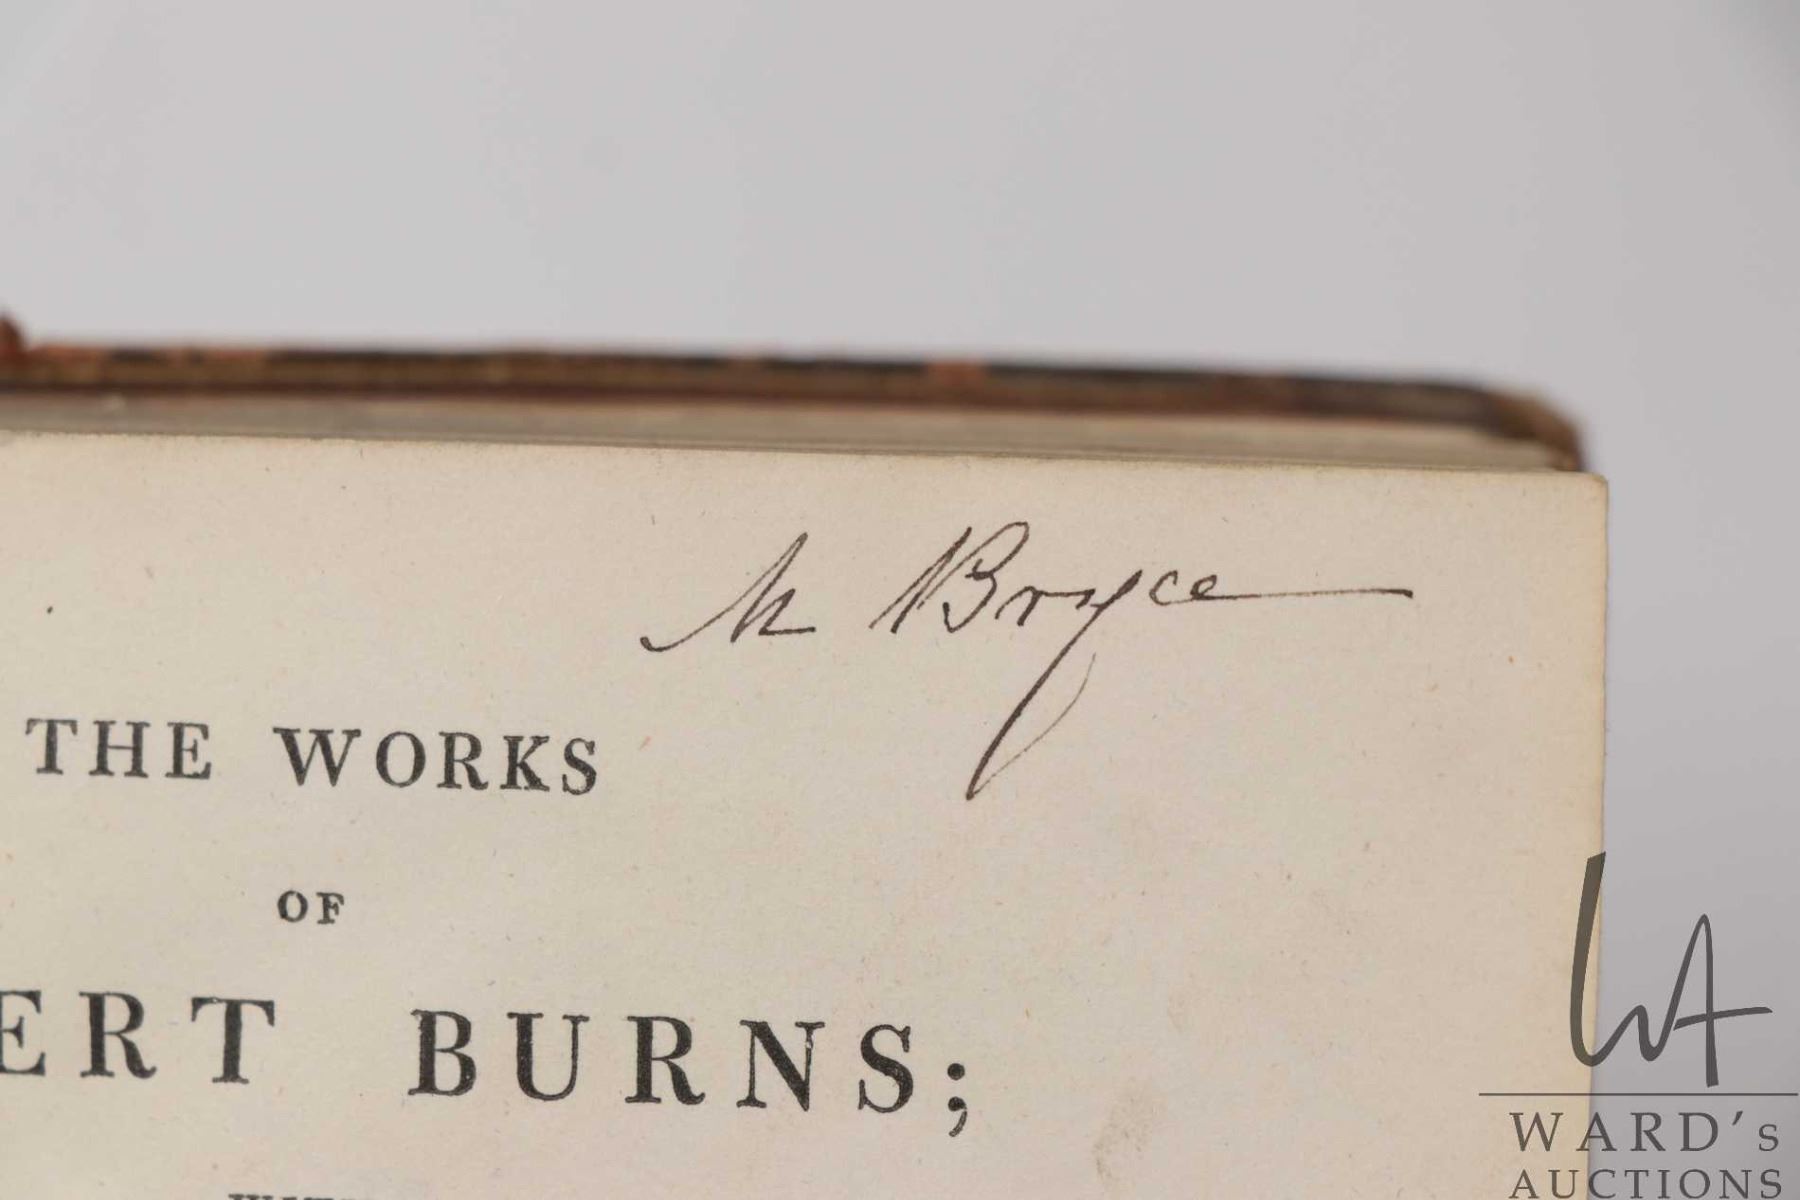 M Bryce
THE WORKS
OF
ERT BURNS;
WARD's
AUCTIONS